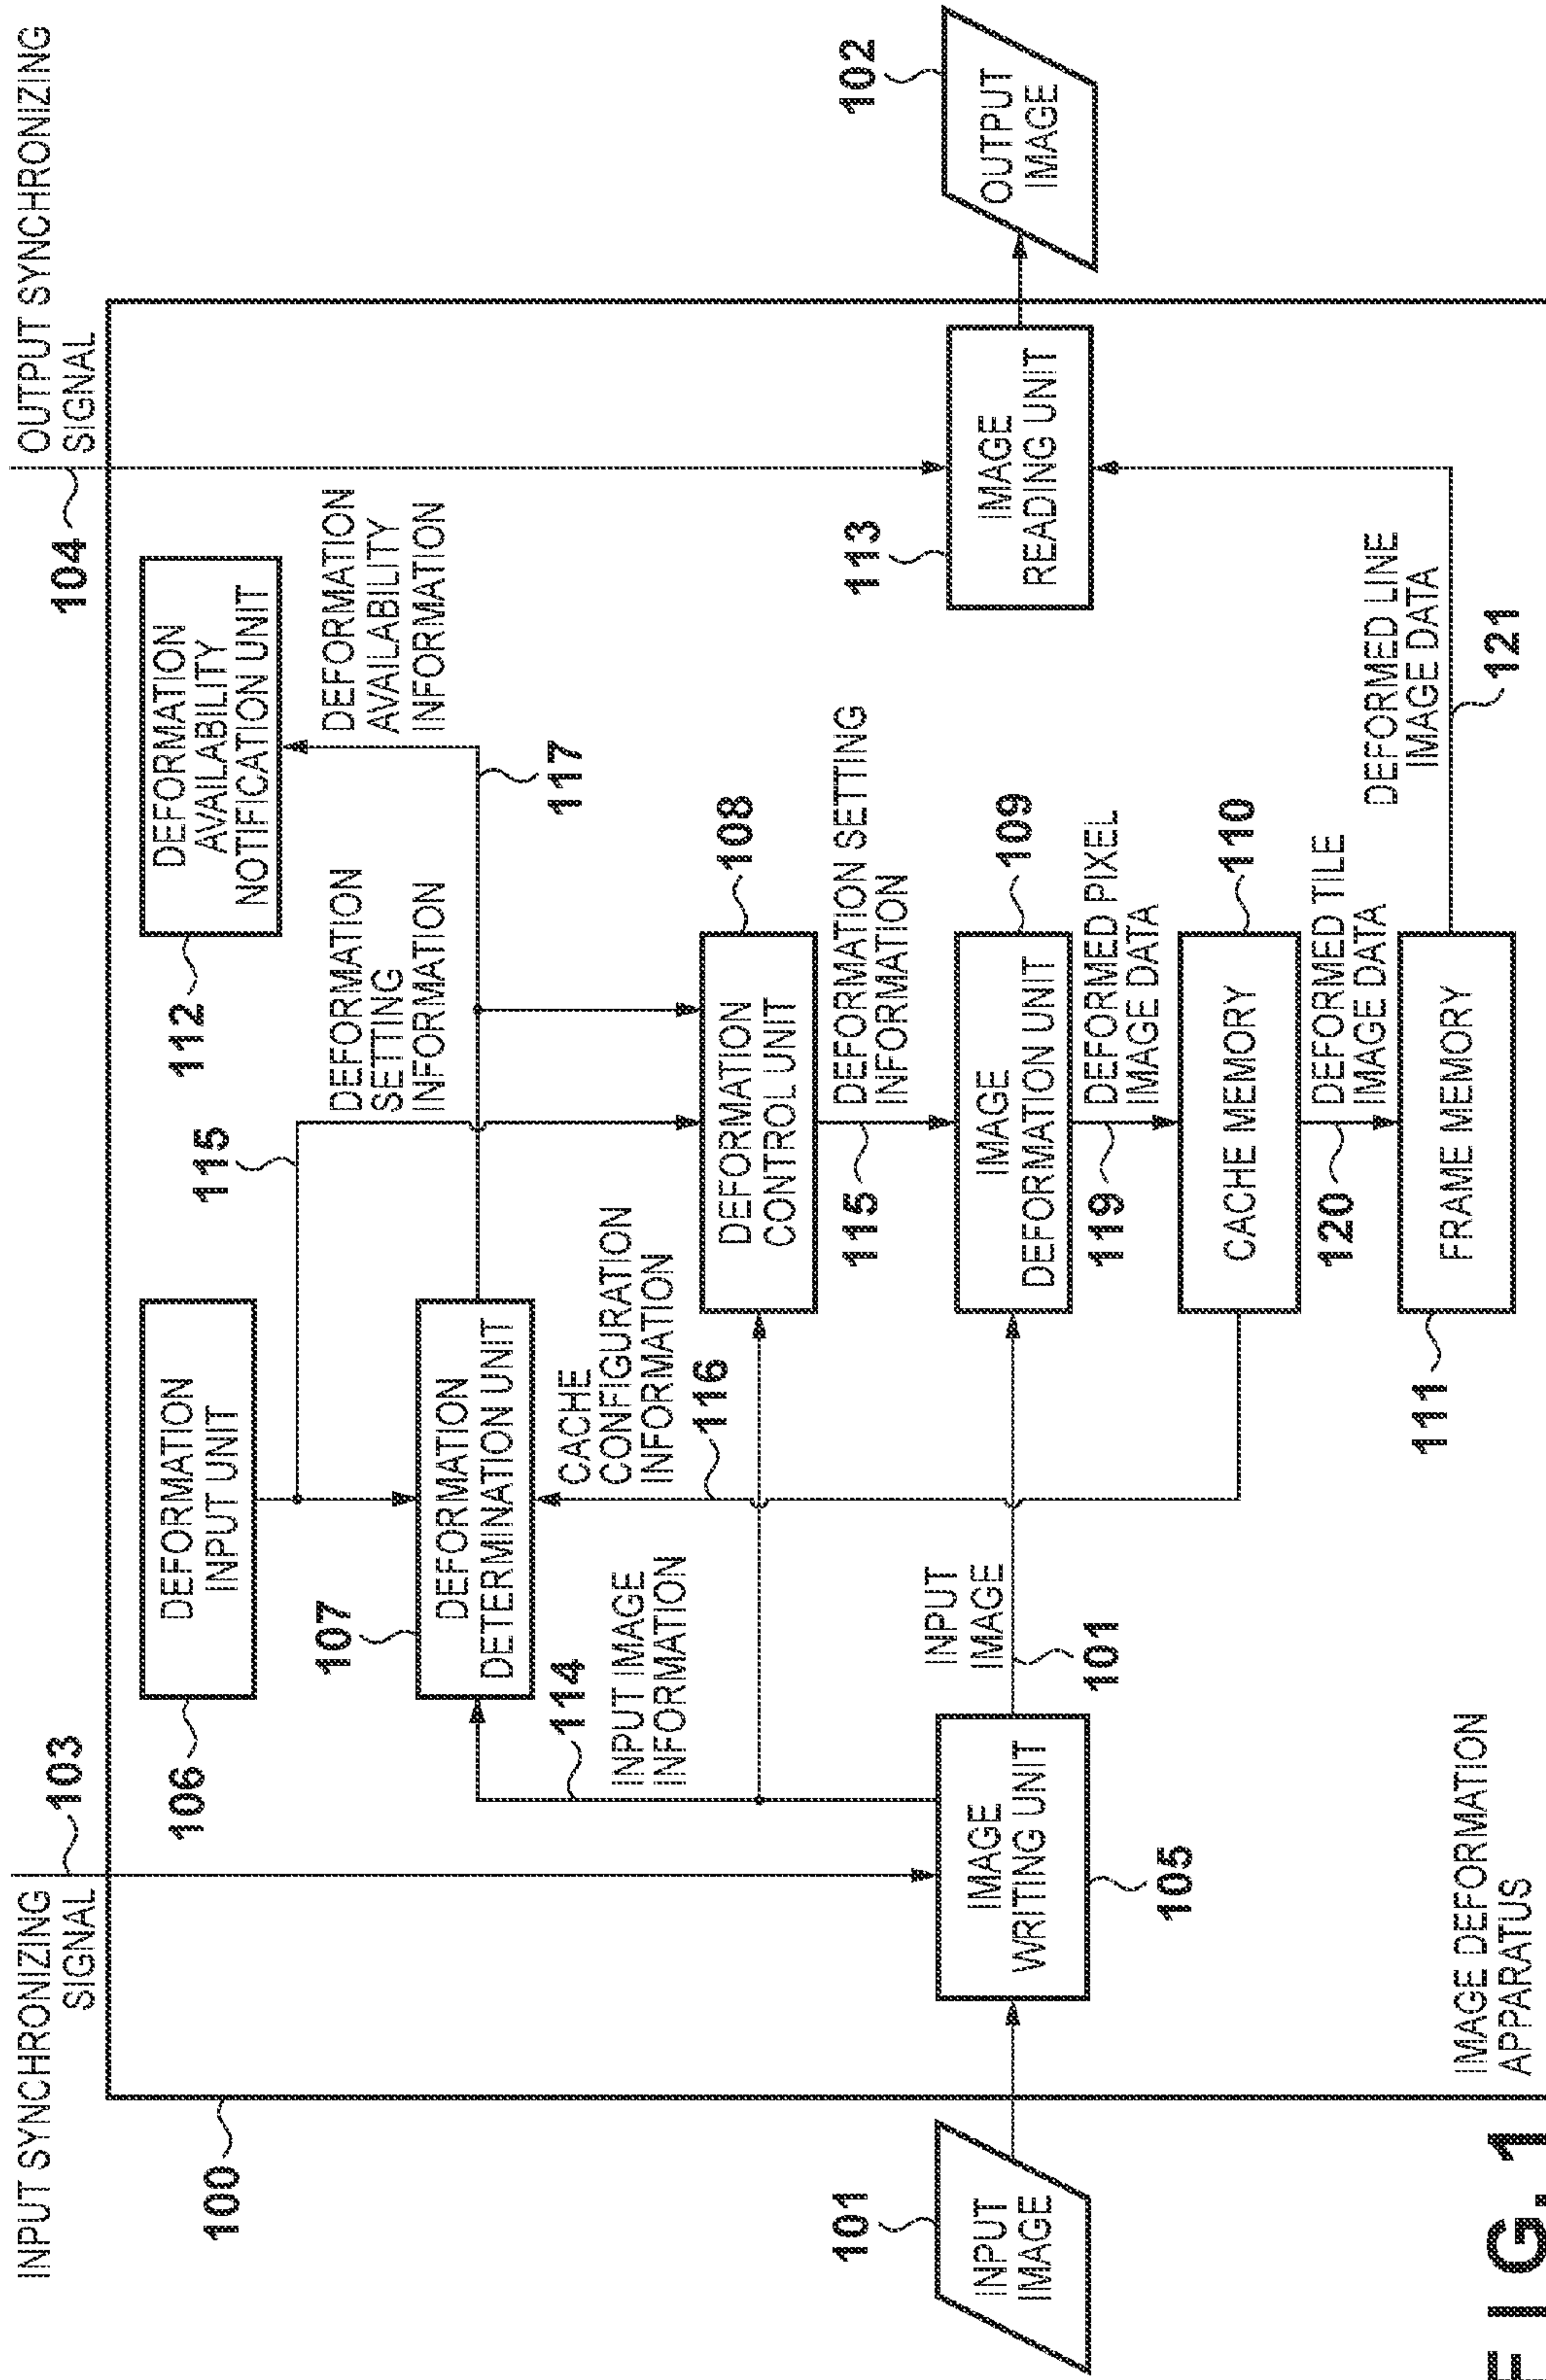 INPUT SYNCHRONIZING
SIGNAL
103
OUTPUT SYNCHRONIZING
SIGNAL
104
100
106
DEFORMATION
INPUT UNIT
115
112
DEFORMATION
AVAILABILITY
NOTIFICATION UNIT
107
DEFORMATION
DETERMINATION UNIT
DEFORMATION
SETTING
INFORMATION
DEFORMATION
AVAILABILITY
INFORMATION
117
114
INPUT IMAGE
INFORMATION
CACHE
CONFIGURATION
INFORMATION
116
DEFORMATION
CONTROL UNIT
108
115
DEFORMATION SETTING
INFORMATION
101
INPUT
IMAGE
IMAGE
WRITING UNIT
105
INPUT
IMAGE
101
IMAGE
DEFORMATION UNIT
109
113
IMAGE
READING UNIT
102
OUTPUT
IMAGE
119
DEFORMED PIXEL
IMAGE DATA
CACHE MEMORY
110
120
DEFORMED TILE
IMAGE DATA
DEFORMED LINE
IMAGE DATA
121
111
FRAME MEMORY
IMAGE DEFORMATION
APPARATUS
FIG. 1